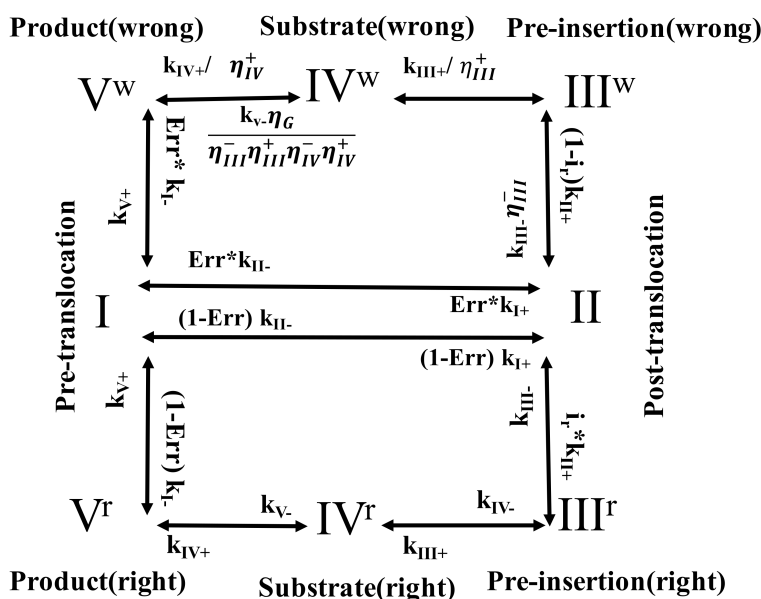 Product(wrong) Substrate(wrong) Pre-insertion(wrong)
k_IV+/ η_IV^+ k_III+/ η_III^+
V^w IV^w III^w
k_v-η_G
η_III^- η_III^+ η_IV^- η_IV^+
Err* k_I-
k_V+
k_III- η_III^-
(1-i_r)k_II+
Pre-translocation
Err*k_II-
Err*k_I+
I
II
(1-Err) k_II-
(1-Err) k_I+
Post-translocation
k_V+
(1-Err) k_I-
k_III-
i_r*k_II+
V^r IV^r III^r
k_V- k_IV-
k_IV+ k_III+
Product(right) Substrate(right) Pre-insertion(right)